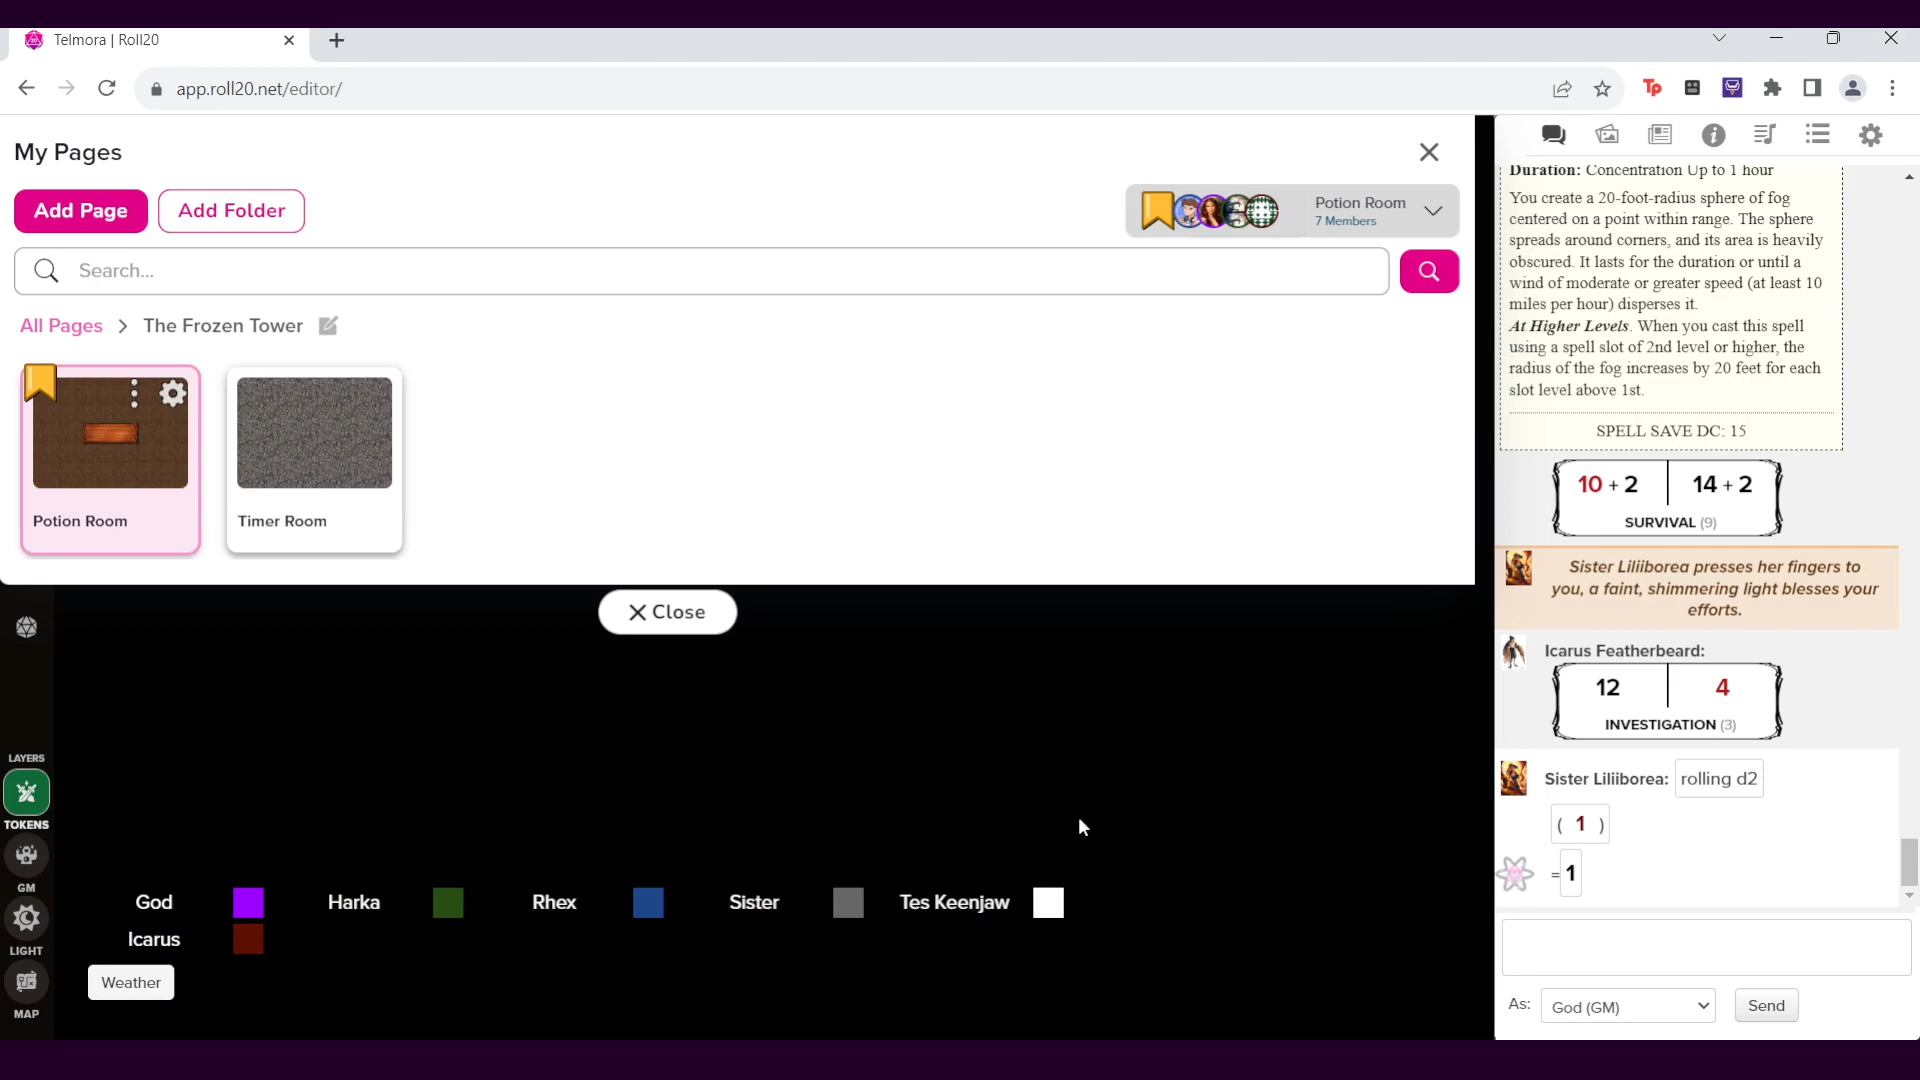 Telmora | Roll20
app.roll20.net/editor/
My Pages
Add Page
Add Folder
Potion Room
7 Members
Search...
All Pages > The Frozen Tower
Potion Room
Timer Room
Close
LAYERS
TOKENS
GM
LIGHT
MAP
God
Harka
Rhex
Sister
Tes Keenjaw
Icarus
Weather
Duration: Concentration Up to 1 hour
You create a 20-foot-radius sphere of fog
centered on a point within range. The sphere
spreads around corners, and its area is heavily
obscured. It lasts for the duration or until a
wind of moderate or greater speed (at least 10
miles per hour) disperses it.
At Higher Levels. When you cast this spell
using a spell slot of 2nd level or higher, the
radius of the fog increases by 20 feet for each
slot level above 1st.
SPELL SAVE DC: 15
10 + 2 14 + 2
SURVIVAL (9)
Sister Liliiborea presses her fingers to
you, a faint, shimmering light blesses your
efforts.
Icarus Featherbeard:
12 4
INVESTIGATION (3)
Sister Liliiborea: rolling d2
( 1 )
= 1
As: God (GM) Send